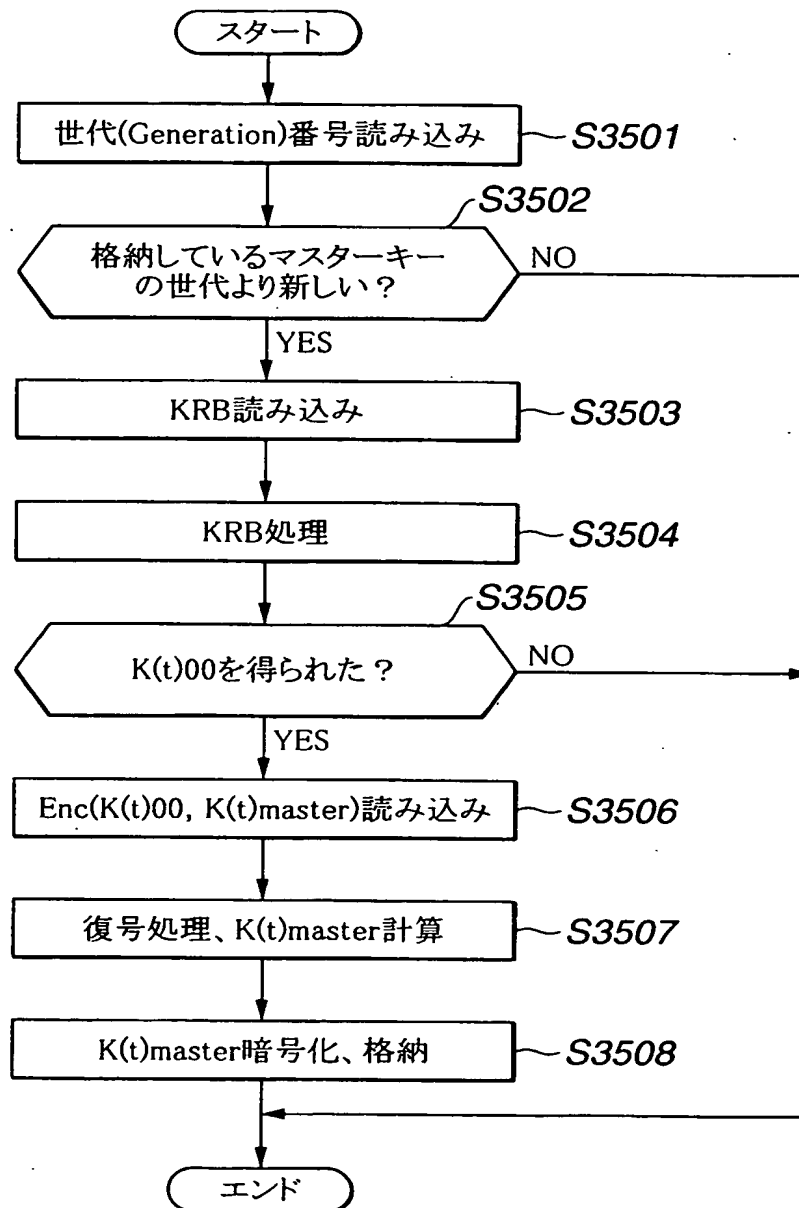 スタート
世代(Generation)番号読み込み
S3501
S3502
格納しているマスターキー
の世代より新しい?
NO
YES
KRB読み込み
S3503
KRB処理
S3504
S3505
K(t)00を得られた?
NO
YES
Enc(K(t)00, K(t)master)読み込み
S3506
復号処理、K(t)master計算
S3507
K(t)master暗号化、格納
S3508
エンド